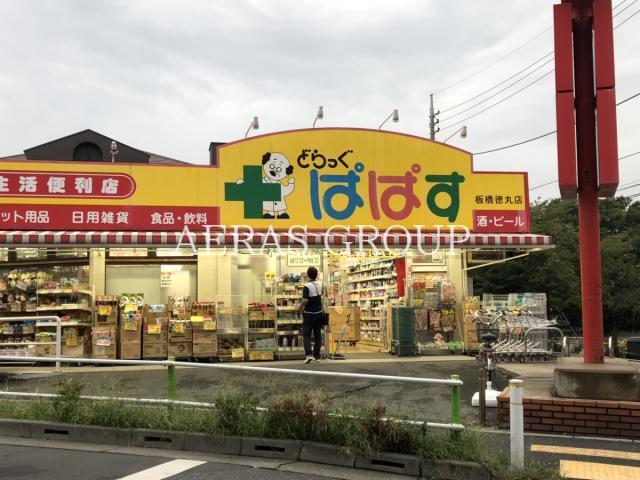 どらっぐ
ぱぱす
板橋徳丸店
生活便利店
ット用品
日用雑貨
食品・飲料
酒・ビール
AERAS GROUP